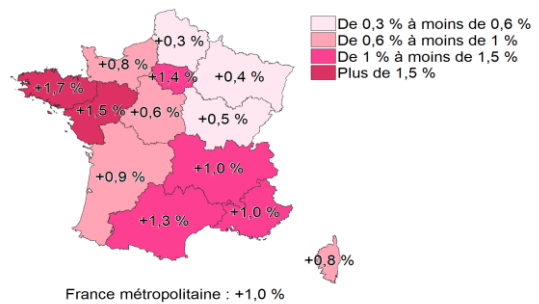 De 0,3 % à moins de 0,6 %
De 0,6 % à moins de 1 %
De 1 % à moins de 1,5 %
Plus de 1,5 %
+0,3 %
+0,8 %
+1,4 %
+0,4 %
+1,7 %
+1,5 %
+0,6 %
+0,5 %
+0,9 %
+1,0 %
+1,3 %
+1,0 %
+0,8 %
France métropolitaine : +1,0 %